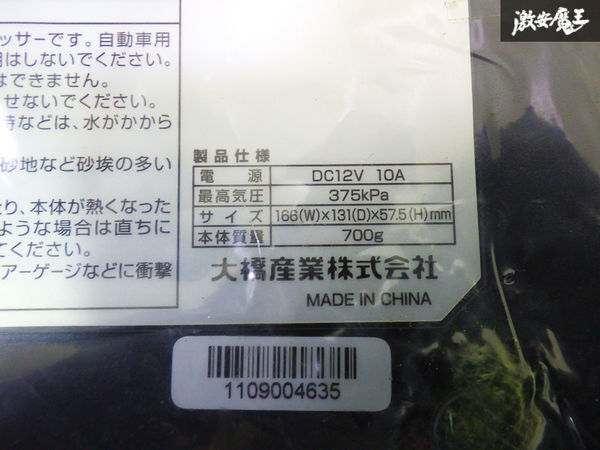 激安魔王
ッサーです。自動車用
用はしないでください。
はできません。
せないでください。
時などは、水がかから
砂地など砂埃の多い
り、本体が熱くなった
ような場合は直ちに
てください。
アーゲージなどに衝撃
製品仕様
電源 DC12V 10A
最高気圧 375kPa
サイズ 166(W)×131(D)×57.5(H)mm
本体質量 700g
大橋産業株式会社
MADE IN CHINA
1109004635